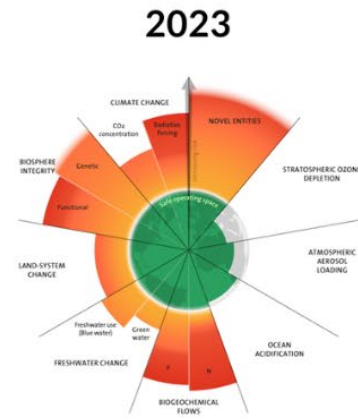 2023
CLIMATE CHANGE
CO₂
concentration
Radiative
forcing
NOVEL ENTITIES
STRATOSPHERIC OZON
DEPLETION
ATMOSPHERIC
AEROSOL
LOADING
OCEAN
ACIDIFICATION
BIOGEOCHEMICAL
FLOWS
P
N
FRESHWATER CHANGE
Freshwater use
(Blue water)
Green
water
LAND-SYSTEM
CHANGE
BIOSPHERE
INTEGRITY
Genetic
Functional
Safe operating space